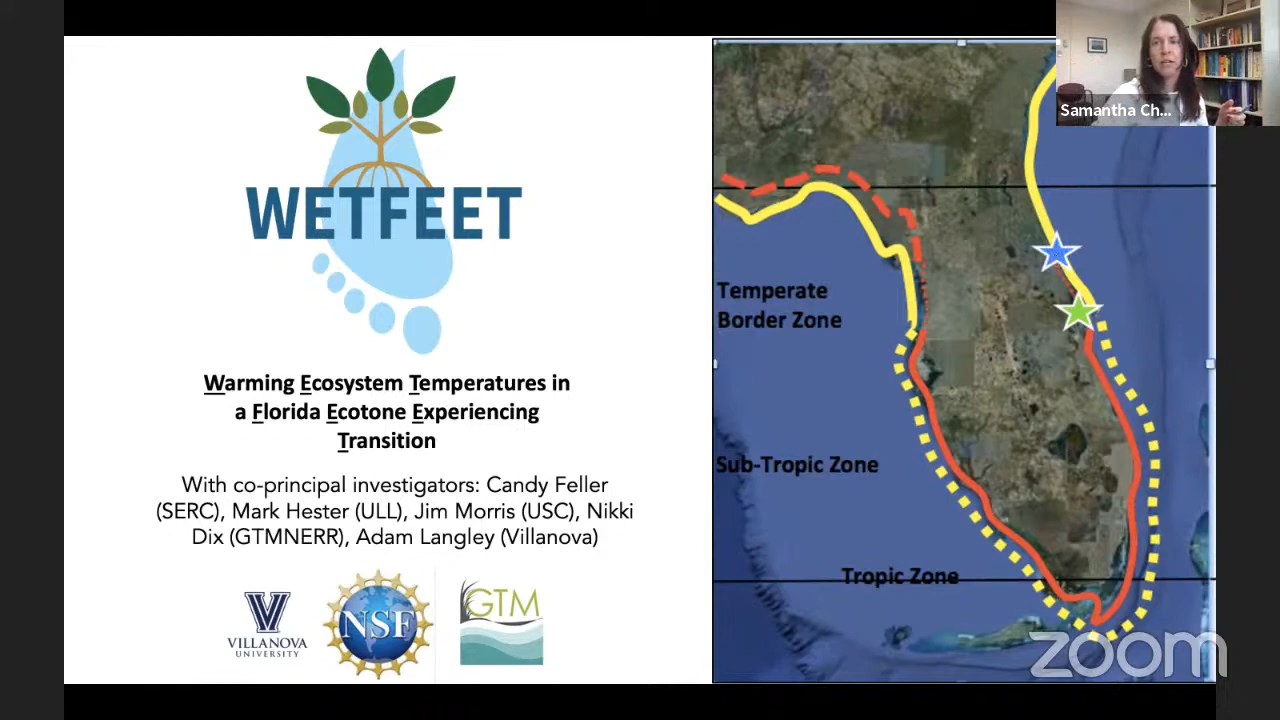 WETFEET
Warming Ecosystem Temperatures in
a Florida Ecotone Experiencing
Transition
With co-principal investigators: Candy Feller
(SERC), Mark Hester (ULL), Jim Morris (USC), Nikki
Dix (GTMNERR), Adam Langley (Villanova)
VILLANOVA
UNIVERSITY
NSF
GTM
Temperate
Border Zone
Sub-Tropic Zone
Tropic Zone
Samantha Ch...
zoom